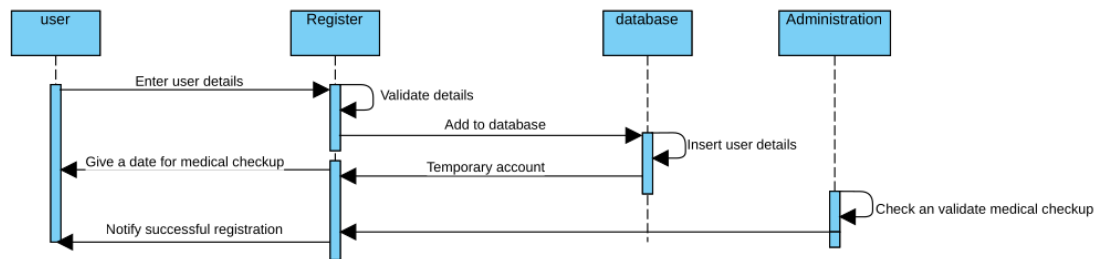 user
Register
database
Administration
Enter user details
Validate details
Add to database
Insert user details
Give a date for medical checkup
Temporary account
Check an validate medical checkup
Notify successful registration